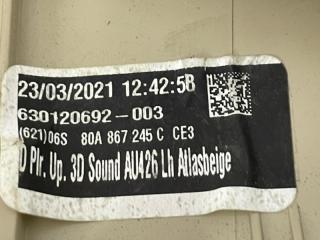 23/03/2021 12:42:58
630120692-003
(621)06S 80A 867 245 C CE3
D Plr. Up. 3D Sound AU426 Lh Atlasbeige